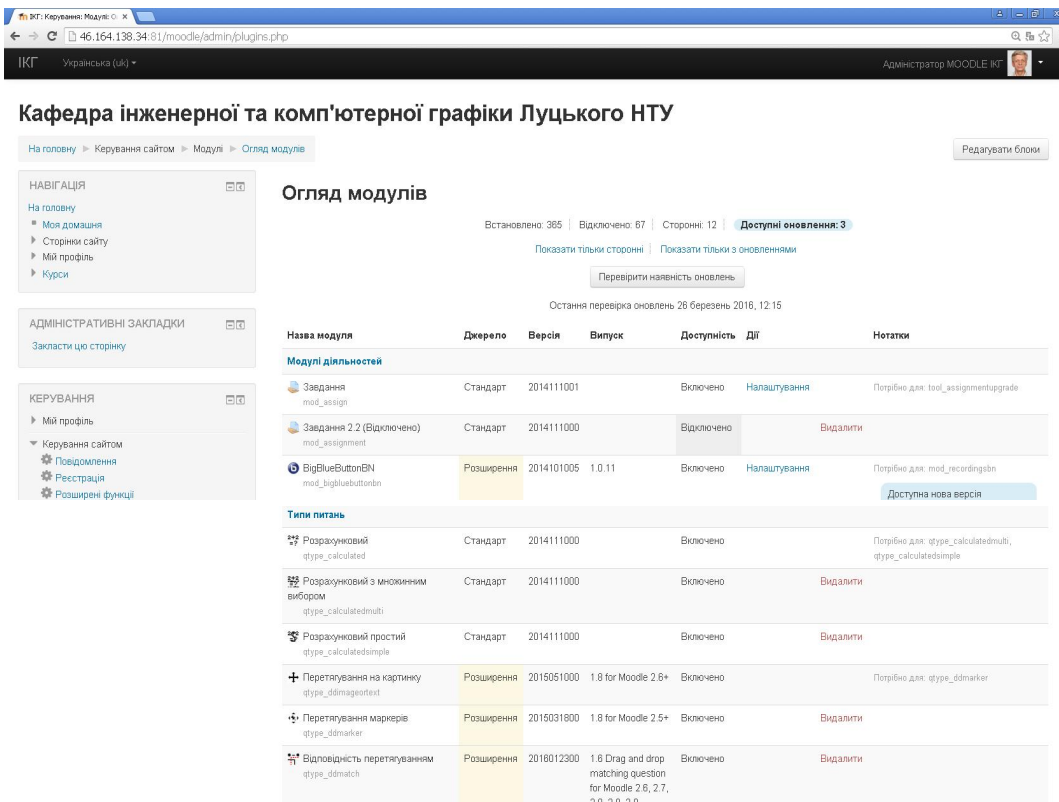 ІКГ: Керування: Модулі: О
46.164.138.34:81/moodle/admin/plugins.php
ІКГ Українська (uk) Адміністратор MOODLE ІКГ
Кафедра інженерної та комп'ютерної графіки Луцького НТУ
На головну Керування сайтом Модулі Огляд модулів Редагувати блоки
НАВІГАЦІЯ
На головну
Моя домашня
Сторінки сайту
Мій профіль
Курси
АДМІНІСТРАТИВНІ ЗАКЛАДКИ
Закласти цю сторінку
КЕРУВАННЯ
Мій профіль
Керування сайтом
Повідомлення
Реєстрація
Розширені функції
Огляд модулів
Встановлено: 365 Відключено: 67 Сторонні: 12 Доступні оновлення: 3
Показати тільки сторонні Показати тільки з оновленнями
Перевірити наявність оновлень
Остання перевірка оновлень 26 березень 2016, 12:15
Назва модуля Джерело Версія Випуск Доступність Дії Нотатки
Модулі діяльностей
Завдання Стандарт 2014111001 Включено Налаштування Потрібно для: tool_assignmentupgrade
mod_assign
Завдання 2.2 (Відключено) Стандарт 2014111000 Відключено Видалити
mod_assignment
BigBlueButtonBN Розширення 2014101005 1.0.11 Включено Налаштування Потрібно для: mod_recordingsbn
mod_bigbluebuttonbn
Доступна нова версія
Типи питань
Розрахунковий Стандарт 2014111000 Включено Потрібно для: qtype_calculatedmulti,
qtype_calculated qtype_calculatedsimple
Розрахунковий з множинним Стандарт 2014111000 Включено Видалити
вибором
qtype_calculatedmulti
Розрахунковий простий Стандарт 2014111000 Включено Видалити
qtype_calculatedsimple
Перетягування на картинку Розширення 2015051000 1.8 for Moodle 2.6+ Включено Потрібно для: qtype_ddmarker
qtype_ddimageortext
Перетягування маркерів Розширення 2015031800 1.8 for Moodle 2.5+ Включено Видалити
qtype_ddmarker
Відповідність перетягуванням Розширення 2016012300 1.6 Drag and drop Включено Видалити
qtype_ddmatch matching question
for Moodle 2.6, 2.7,